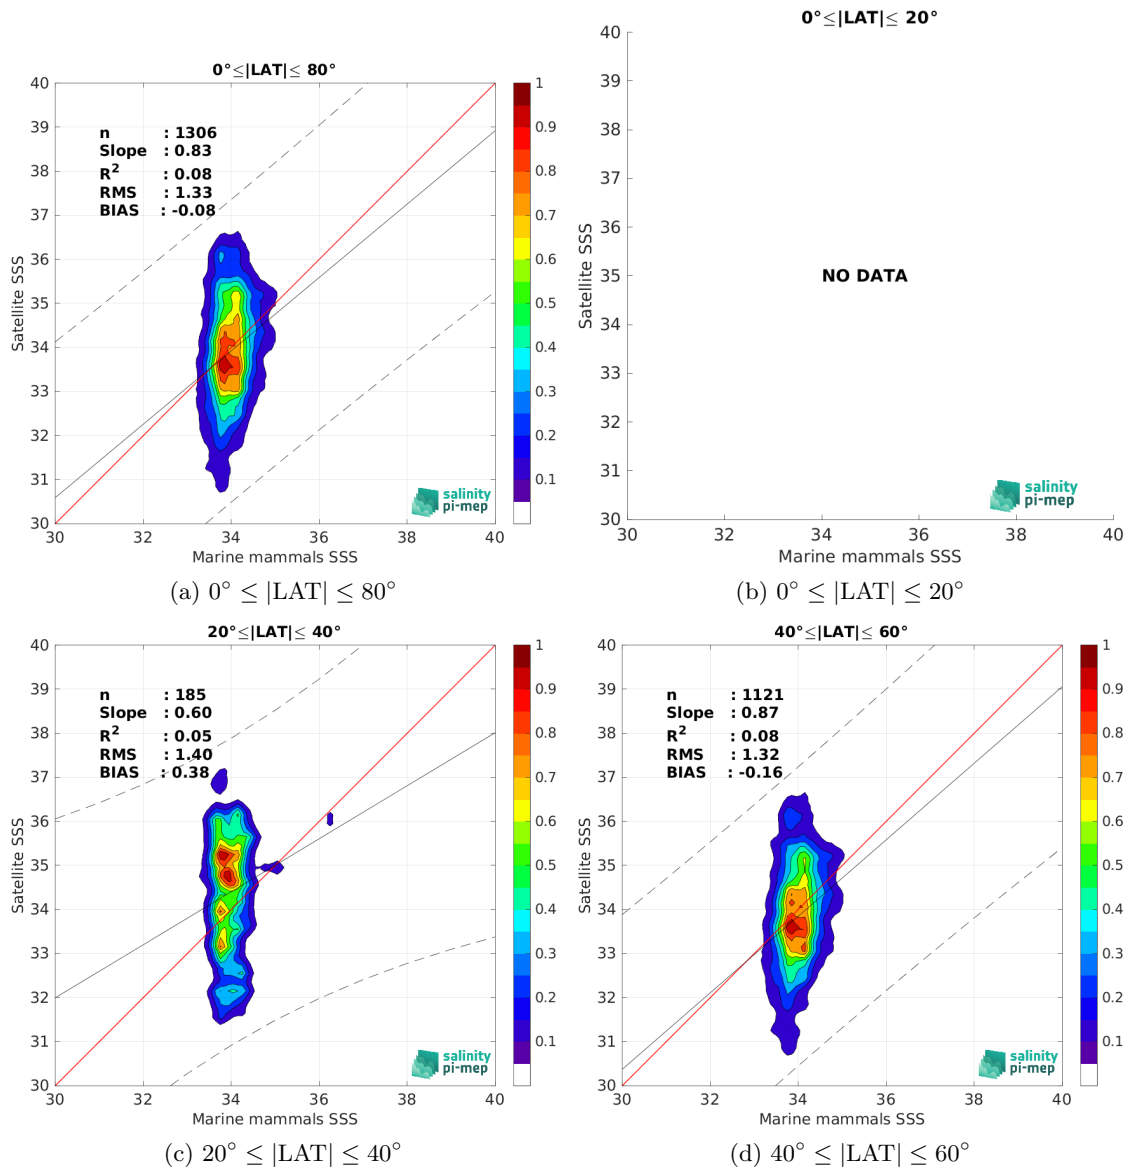 0°≤|LAT|≤ 80°
40
39
38
37
36
35
34
33
32
31
30
Satellite SSS
n : 1306
Slope : 0.83
R² : 0.08
RMS : 1.33
BIAS : -0.08
salinity
pi-mep
30 32 34 36 38 40
Marine mammals SSS
1
0.9
0.8
0.7
0.6
0.5
0.4
0.3
0.2
0.1
(a) 0° ≤ |LAT| ≤ 80°
0°≤|LAT|≤ 20°
40
39
38
37
36
35
34
33
32
31
30
Satellite SSS
NO DATA
salinity
pi-mep
30 32 34 36 38 40
Marine mammals SSS
(b) 0° ≤ |LAT| ≤ 20°
20°≤|LAT|≤ 40°
40
39
38
37
36
35
34
33
32
31
30
Satellite SSS
n : 185
Slope : 0.60
R² : 0.05
RMS : 1.40
BIAS : 0.38
salinity
pi-mep
30 32 34 36 38 40
Marine mammals SSS
1
0.9
0.8
0.7
0.6
0.5
0.4
0.3
0.2
0.1
(c) 20° ≤ |LAT| ≤ 40°
40°≤|LAT|≤ 60°
40
39
38
37
36
35
34
33
32
31
30
Satellite SSS
n : 1121
Slope : 0.87
R² : 0.08
RMS : 1.32
BIAS : -0.16
salinity
pi-mep
30 32 34 36 38 40
Marine mammals SSS
1
0.9
0.8
0.7
0.6
0.5
0.4
0.3
0.2
0.1
(d) 40° ≤ |LAT| ≤ 60°